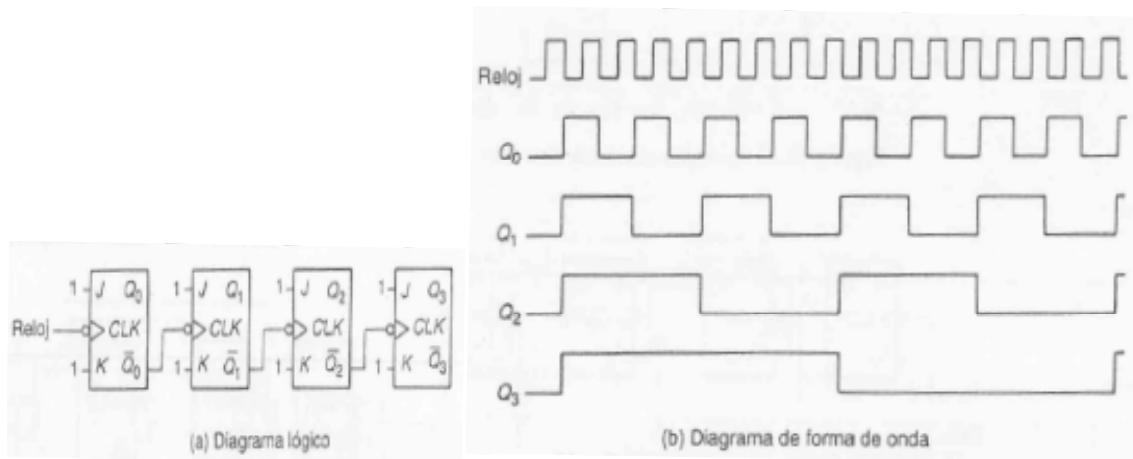 1 J Q0 1 J Q1 1 J Q2 1 J Q3
Reloj CLK CLK CLK CLK
1 K Q̅0 1 K Q̅1 1 K Q̅2 1 K Q̅3
(a) Diagrama lógico
Reloj
Q0
Q1
Q2
Q3
(b) Diagrama de forma de onda